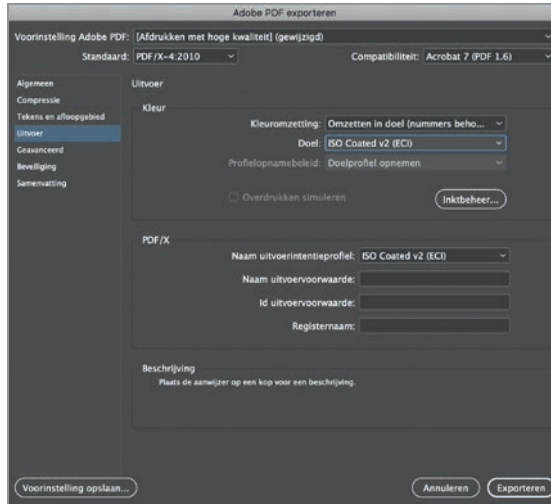 Adobe PDF exporteren
Voorinstelling Adobe PDF: [Afdrukken met hoge kwaliteit] (gewijzigd)
Standaard: PDF/X-4:2010 Compatibiliteit: Acrobat 7 (PDF 1.6)
Algemeen
Compressie
Tekens en afloopgebied
Uitvoer
Geavanceerd
Beveiliging
Samenvatting
Uitvoer
Kleur
Kleuromzetting: Omzetten in doel (nummers beho...
Doel: ISO Coated v2 (ECI)
Profielopnamebeleid: Doelprofiel opnemen
Overdrukken simuleren
Inktbeheer...
PDF/X
Naam uitvoerintentieprofiel: ISO Coated v2 (ECI)
Naam uitvoervoorwaarde:
Id uitvoervoorwaarde:
Registernaam:
Beschrijving
Plaats de aanwijzer op een kop voor een beschrijving.
Voorinstelling opslaan... Annuleren Exporteren